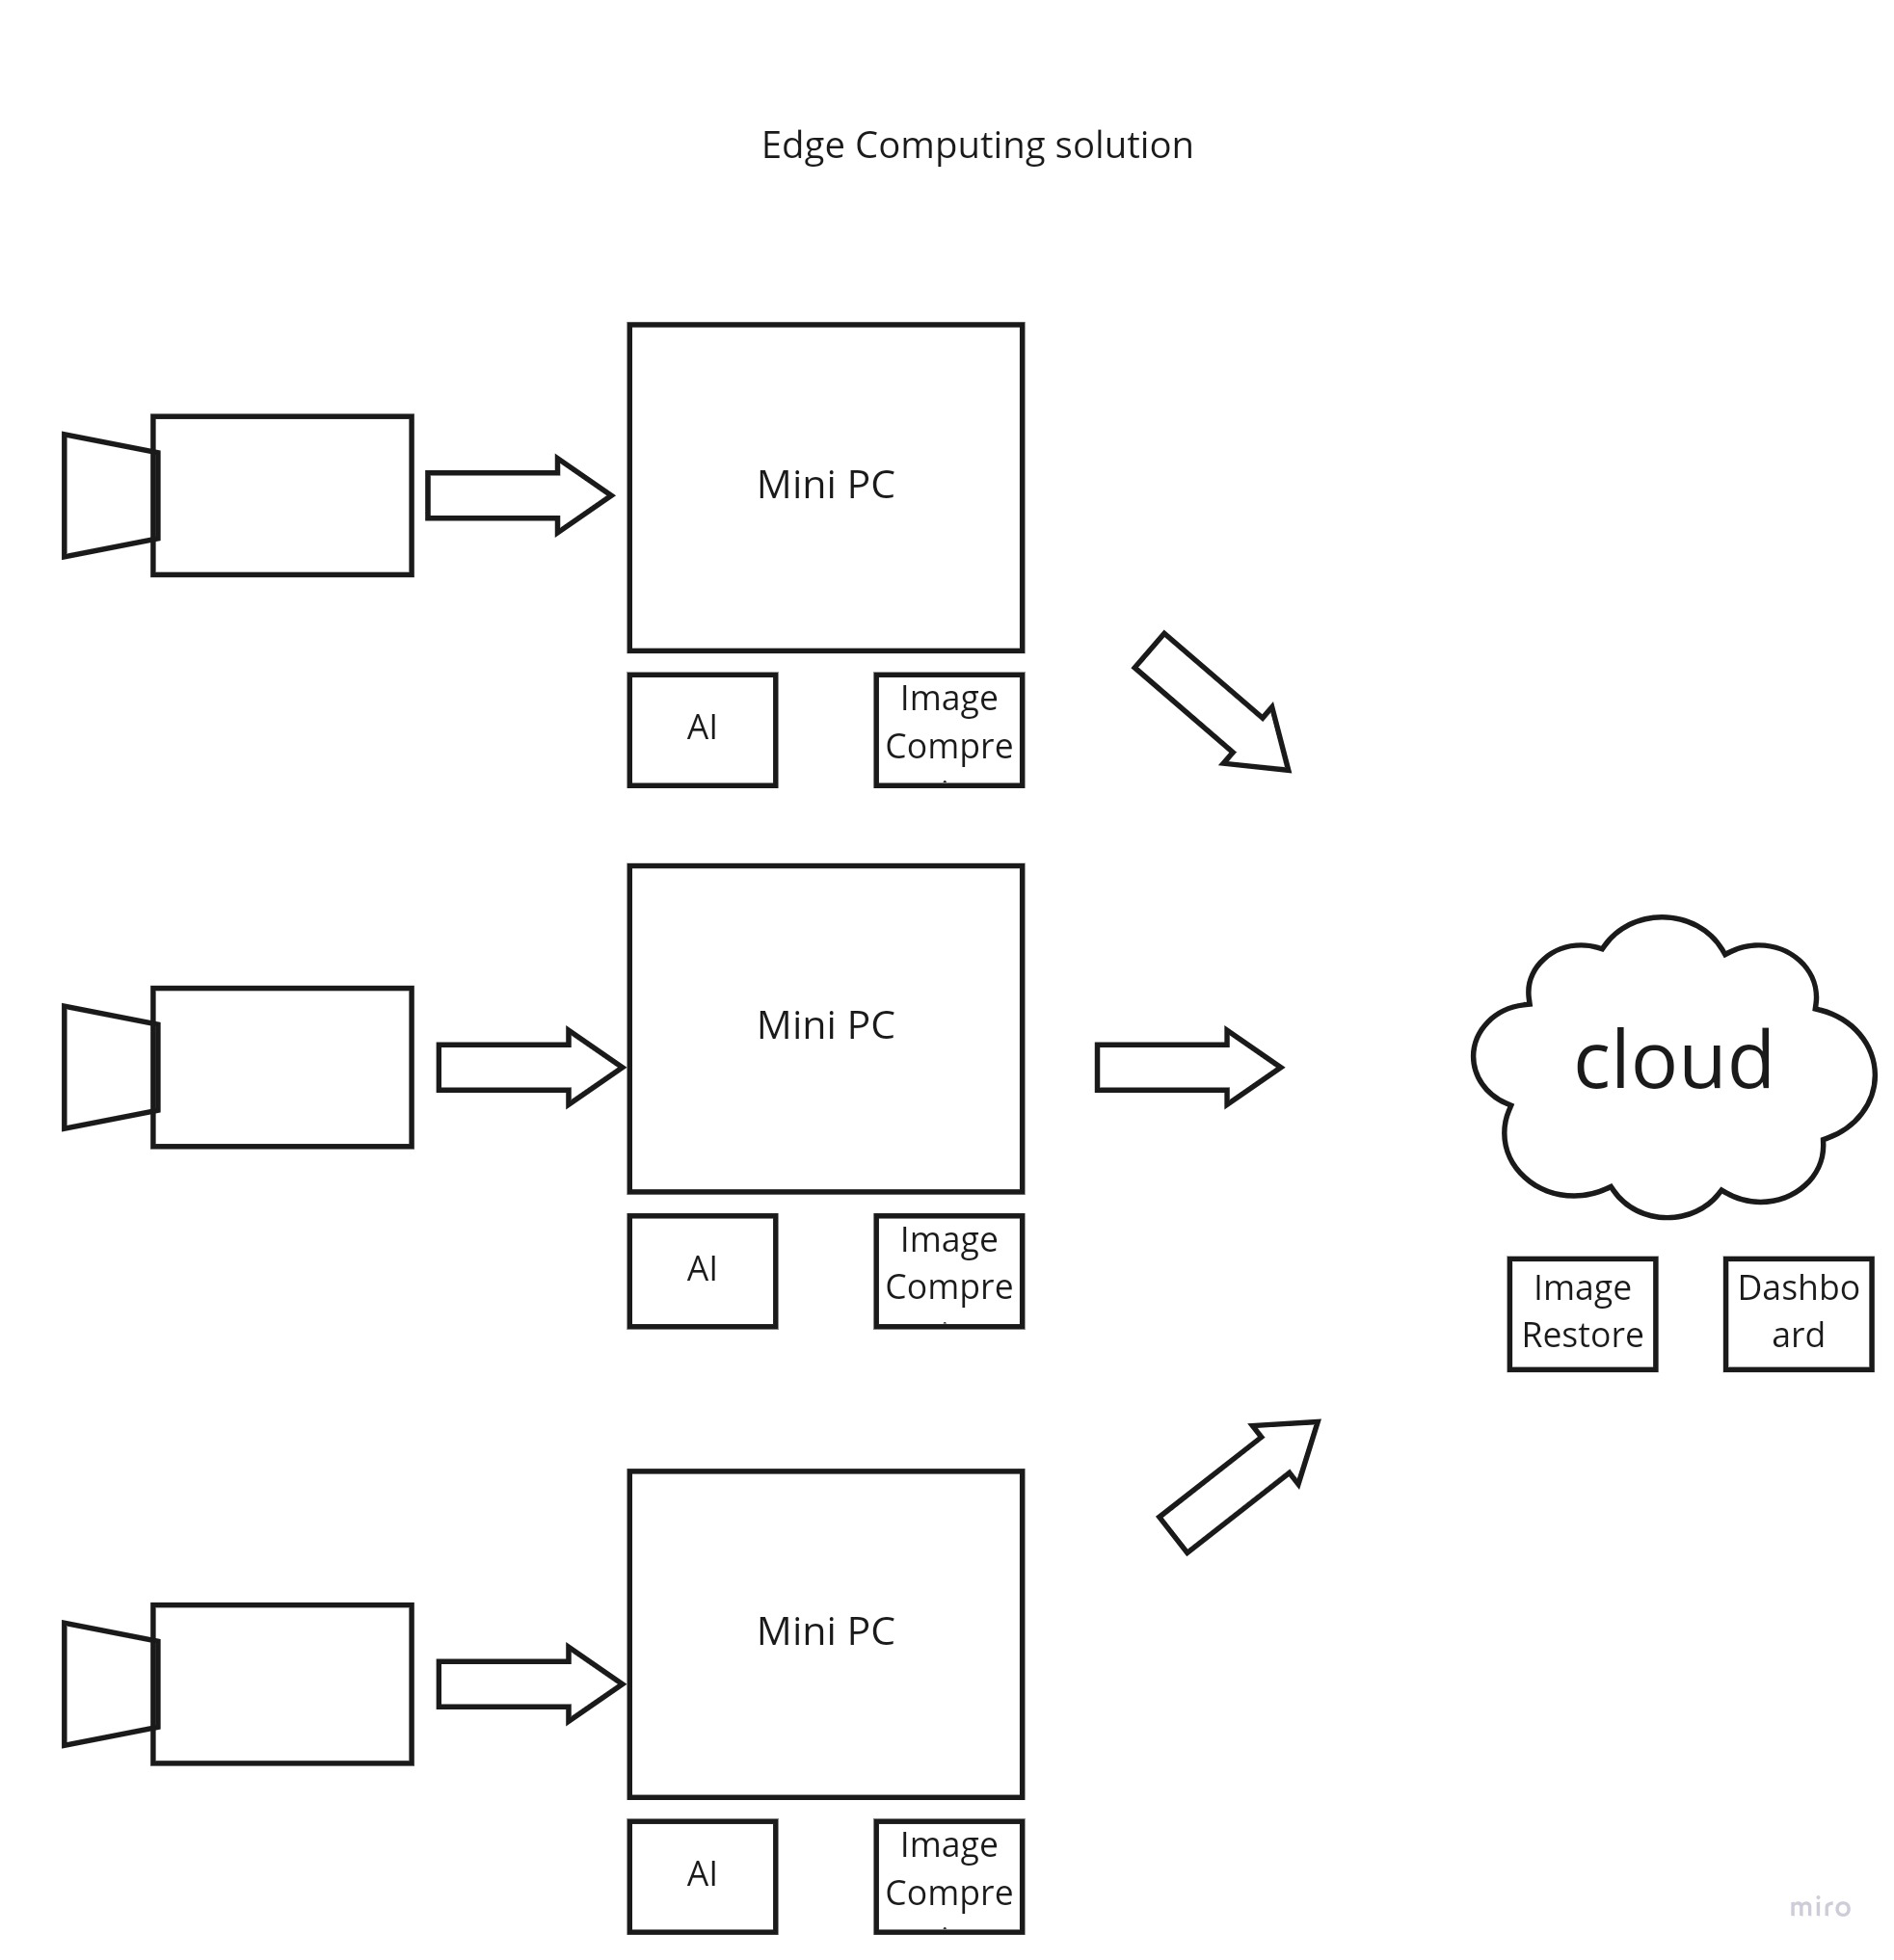 Edge Computing solution
Mini PC
AI
Image
Compre
Mini PC
AI
Image
Compre
cloud
Image
Restore
Dashbo
ard
Mini PC
AI
Image
Compre
miro